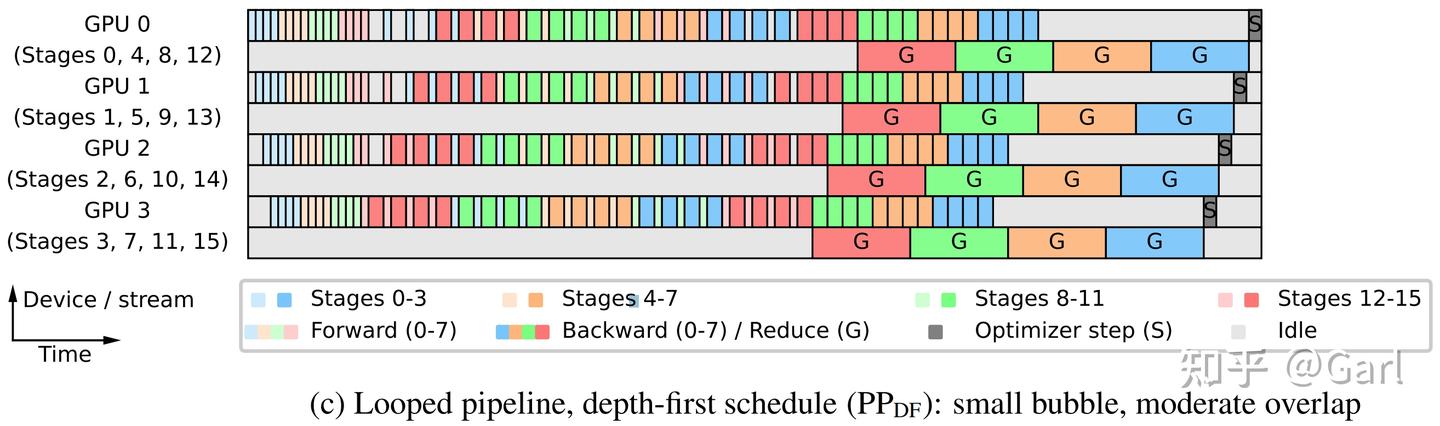 GPU 0
S
(Stages 0, 4, 8, 12)
G G G G
GPU 1
S
(Stages 1, 5, 9, 13)
G G G G
GPU 2
S
(Stages 2, 6, 10, 14)
G G G G
GPU 3
S
(Stages 3, 7, 11, 15)
G G G G
Device / stream
Time
Stages 0-3 Stages 4-7 Stages 8-11 Stages 12-15
Forward (0-7) Backward (0-7) / Reduce (G) Optimizer step (S) Idle
知乎 @Garl
(c) Looped pipeline, depth-first schedule (PPDF): small bubble, moderate overlap